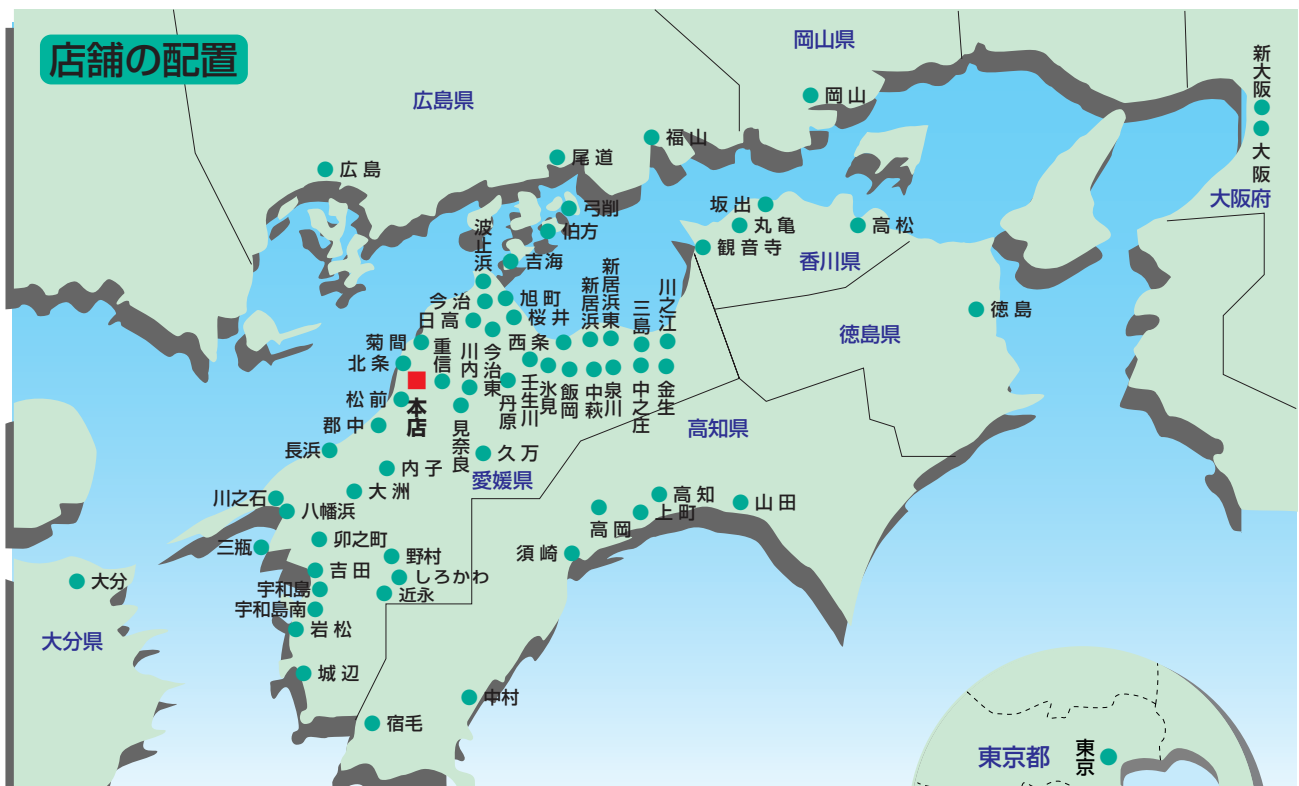 店舗の配置
岡山県
広島県
大阪府
香川県
徳島県
高知県
愛媛県
大分県
東京都
新大阪
大阪
岡山
福山
尾道
広島
弓削
伯方
吉海
波止浜
今治
旭町
日高
桜井
今治東
菊間
北条
重信
川内
見奈良
本店
松前
郡中
長浜
西条
新居浜
新居浜東
三島
川之江
丹原
壬生川
氷見
飯岡
中萩
泉川
中之庄
金生
坂出
丸亀
高松
観音寺
徳島
久万
内子
大洲
川之石
八幡浜
三瓶
卯之町
野村
しろかわ
近永
吉田
宇和島
宇和島南
岩松
城辺
宿毛
中村
須崎
高岡
上町
高知
山田
大分
東京